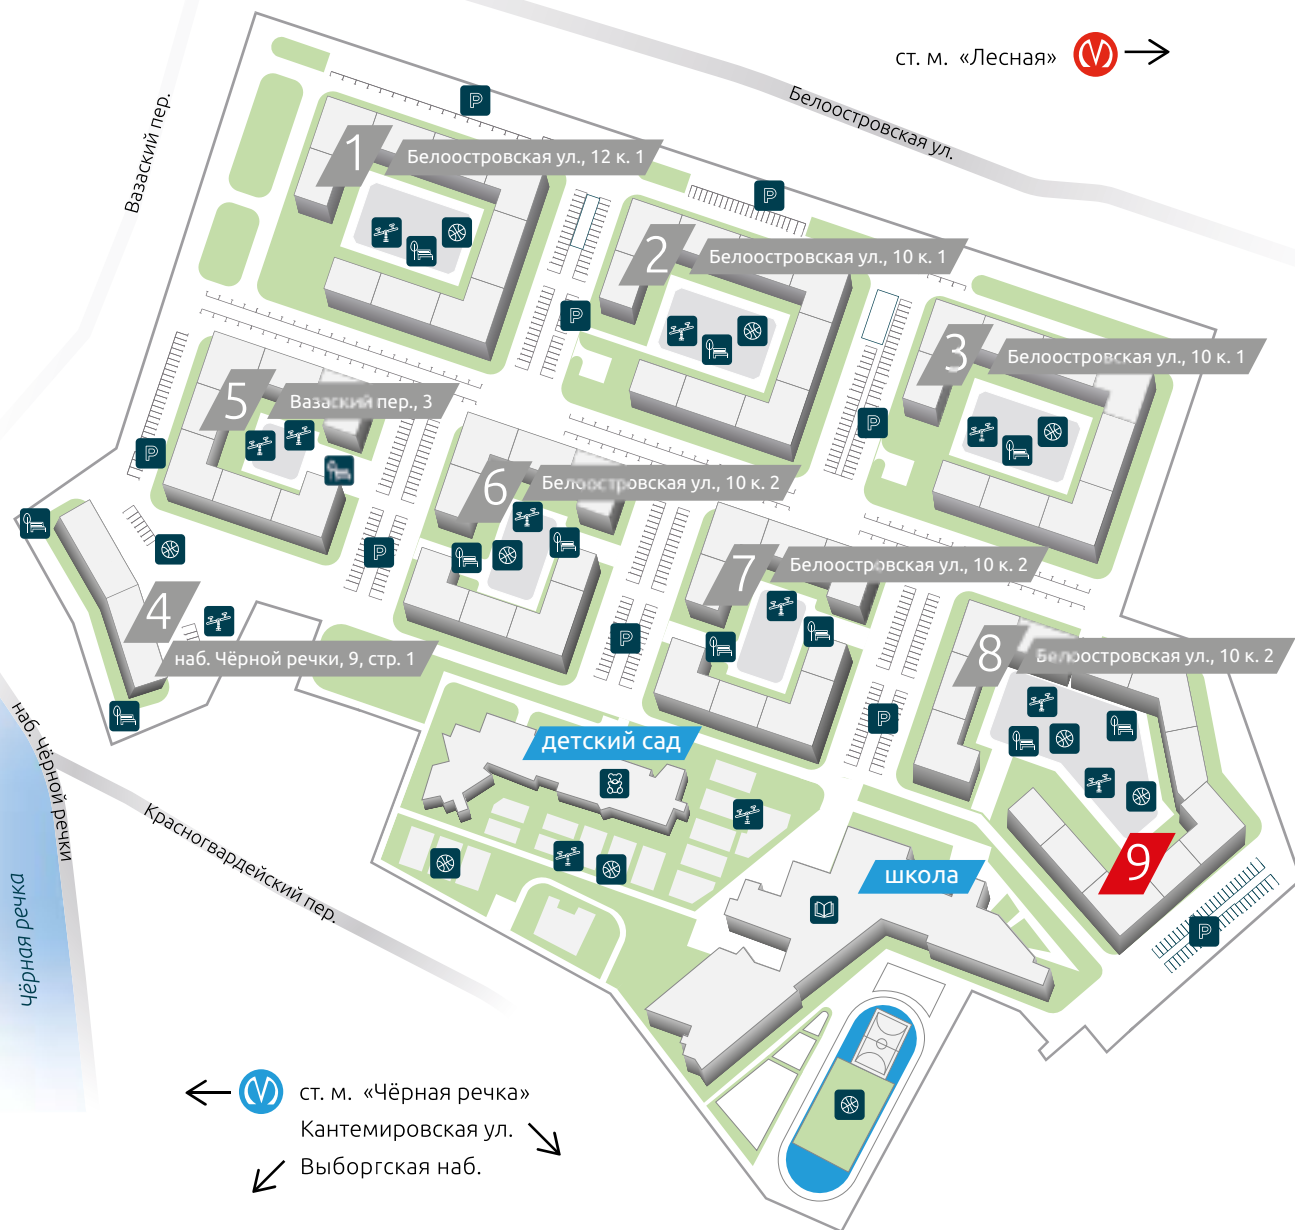 ст. м. «Лесная»
Белоостровская ул.
Вазаский пер.
P
1
Белоостровская ул., 12 к. 1
P
2
Белоостровская ул., 10 к. 1
P
3
Белоостровская ул., 10 к. 1
5
Вазаский пер., 3
P
P
6
Белоостровская ул., 10 к. 2
P
7
Белоостровская ул., 10 к. 2
4
наб. Чёрной речки, 9, стр. 1
P
8
Белоостровская ул., 10 к. 2
P
наб. Чёрной речки
детский сад
Красногвардейский пер.
9
школа
P
Чёрная речка
ст. м. «Чёрная речка»
Кантемировская ул.
Выборгская наб.